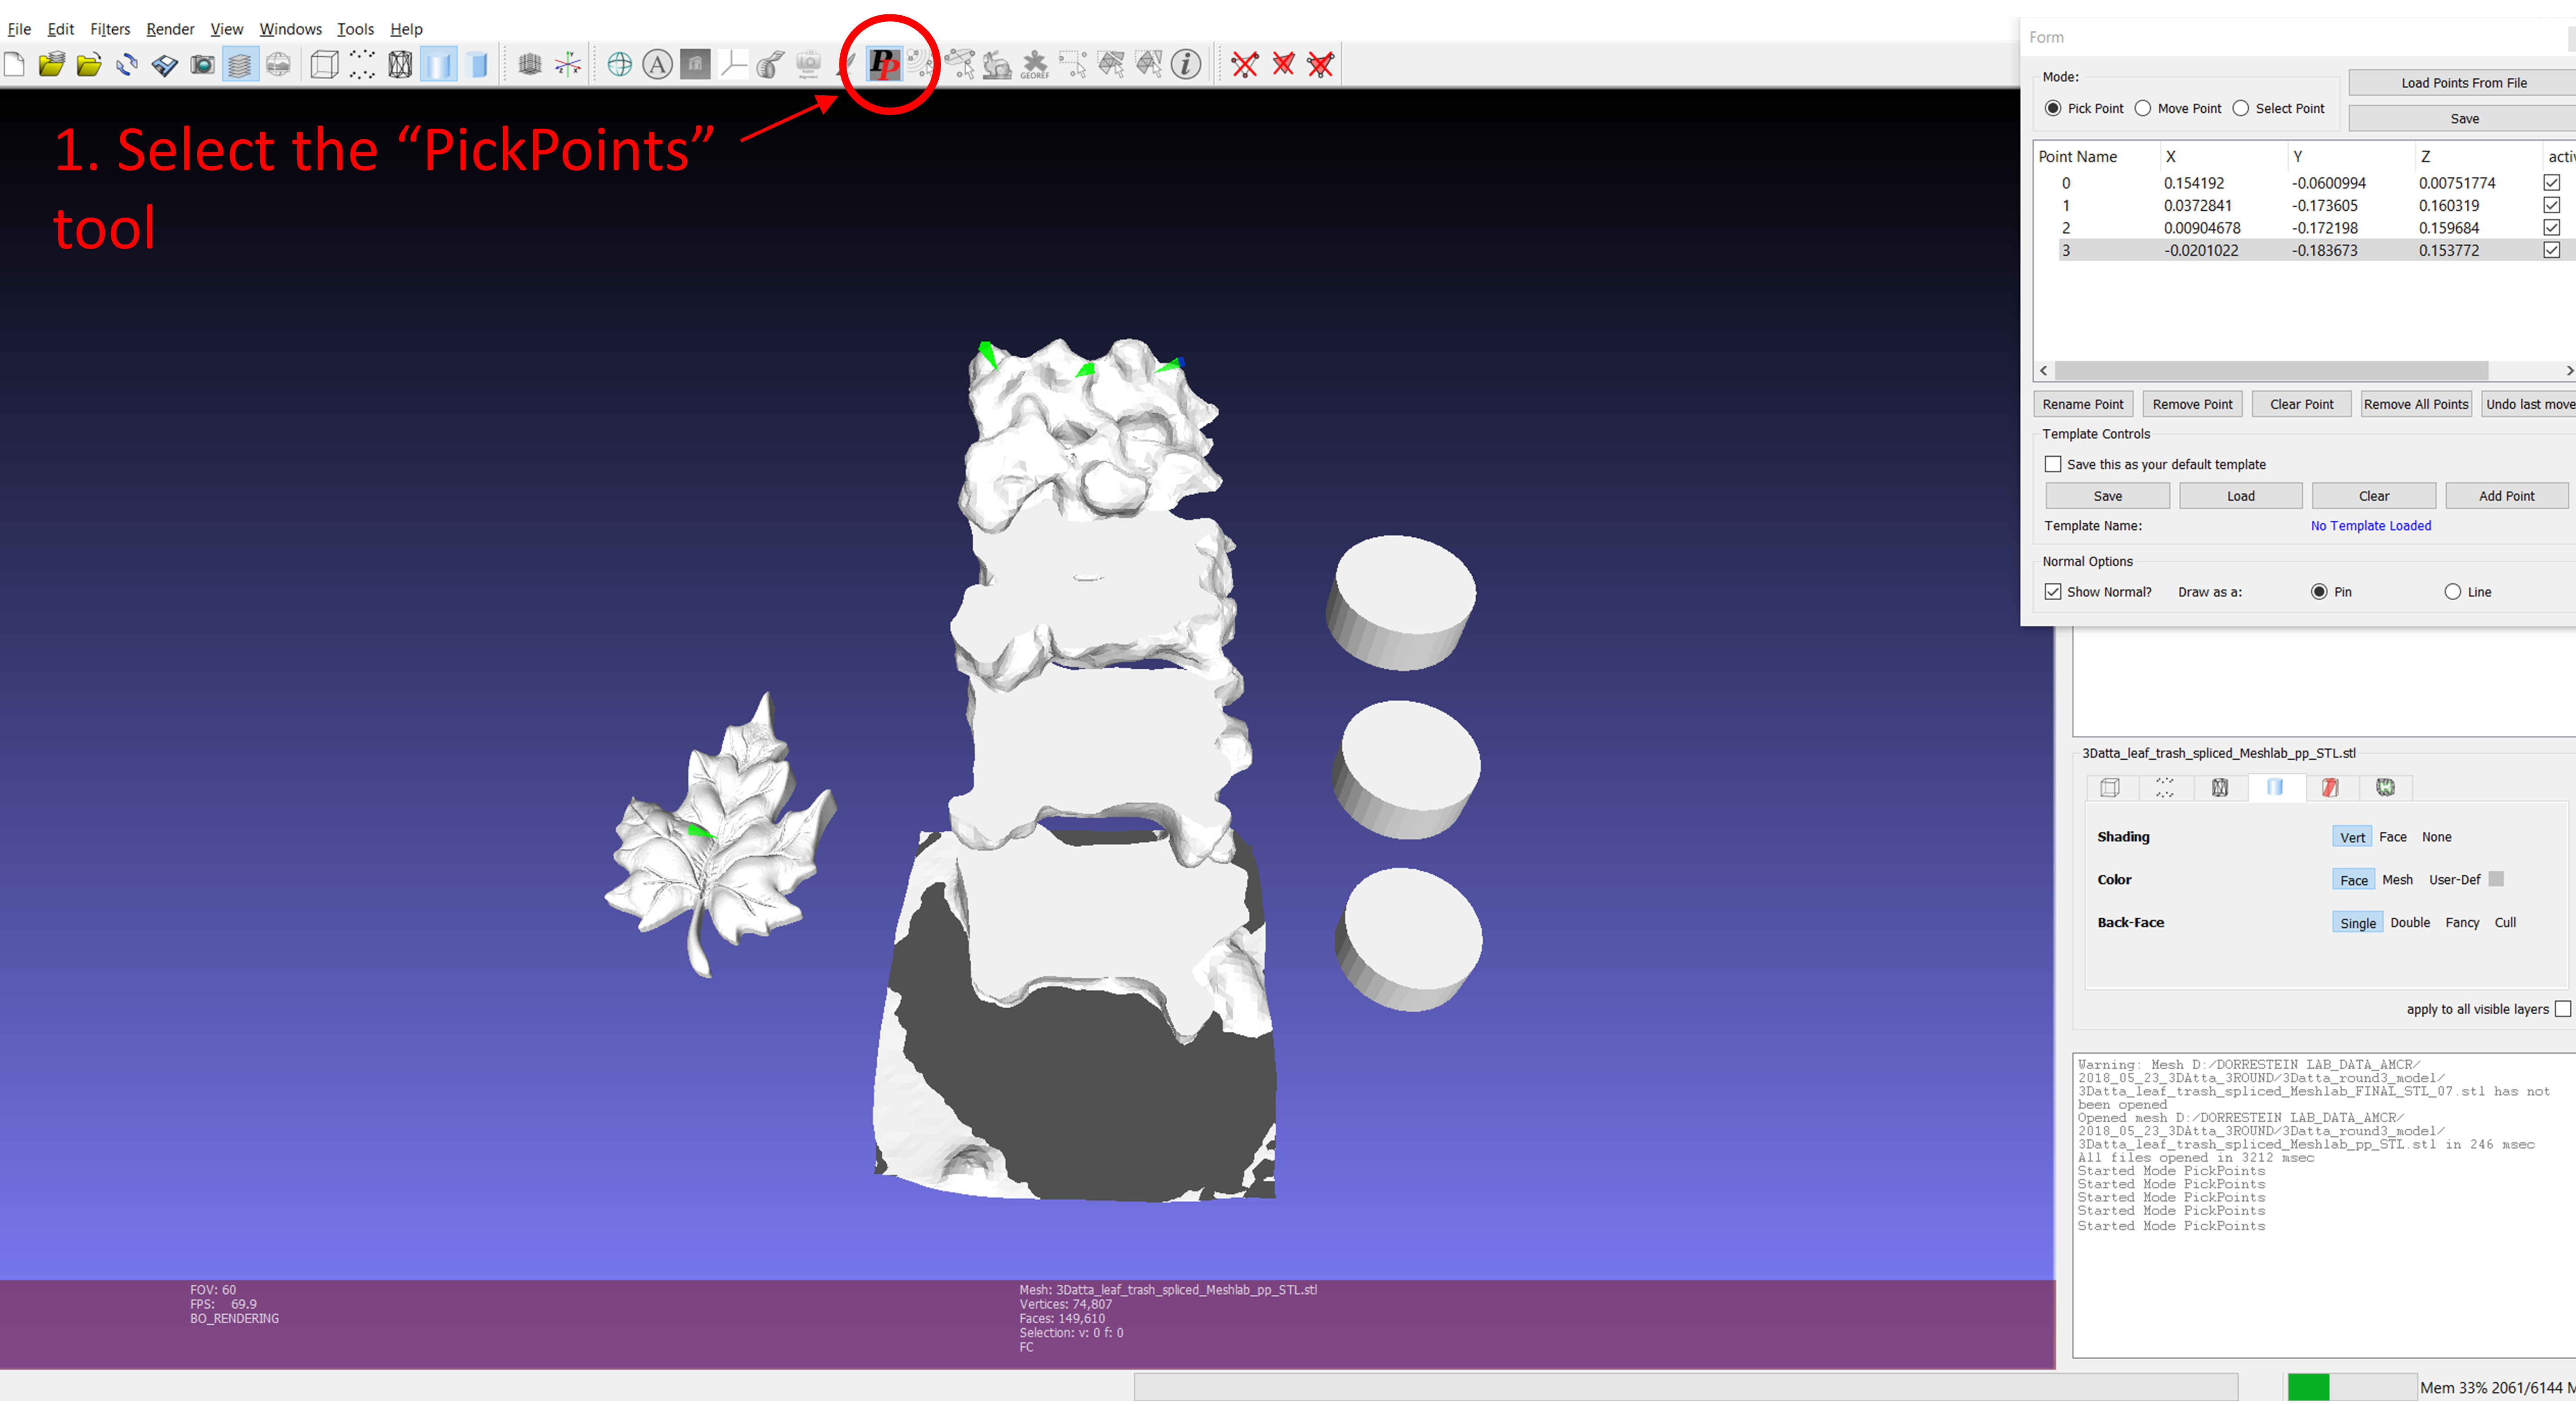 File Edit Filters Render View Windows Tools Help
A
PP
GEOREF
i
1. Select the “PickPoints”
tool
Form
Mode:
Pick Point Move Point Select Point
Load Points From File
Save
Point Name X Y Z activ
0 0.154192 -0.0600994 0.00751774
1 0.0372841 -0.173605 0.160319
2 0.00904678 -0.172198 0.159684
3 -0.0201022 -0.183673 0.153772
Rename Point Remove Point Clear Point Remove All Points Undo last move
Template Controls
Save this as your default template
Save Load Clear Add Point
Template Name: No Template Loaded
Normal Options
Show Normal? Draw as a: Pin Line
3Datta_leaf_trash_spliced_Meshlab_pp_STL.stl
Shading Vert Face None
Color Face Mesh User-Def
Back-Face Single Double Fancy Cull
apply to all visible layers
Warning: Mesh D:/DORRESTEIN LAB_DATA_AMCR/
2018_05_23_3DAtta_3ROUND/3Datta_round3_model/
3Datta_leaf_trash_spliced_Meshlab_FINAL_STL_07.stl has not
been opened
Opened mesh D:/DORRESTEIN LAB_DATA_AMCR/
2018_05_23_3DAtta_3ROUND/3Datta_round3_model/
3Datta_leaf_trash_spliced_Meshlab_pp_STL.stl in 246 msec
All files opened in 3212 msec
Started Mode PickPoints
Started Mode PickPoints
Started Mode PickPoints
Started Mode PickPoints
Started Mode PickPoints
FOV: 60
FPS: 69.9
BO_RENDERING
Mesh: 3Datta_leaf_trash_spliced_Meshlab_pp_STL.stl
Vertices: 74,807
Faces: 149,610
Selection: v: 0 f: 0
FC
Mem 33% 2061/6144 M